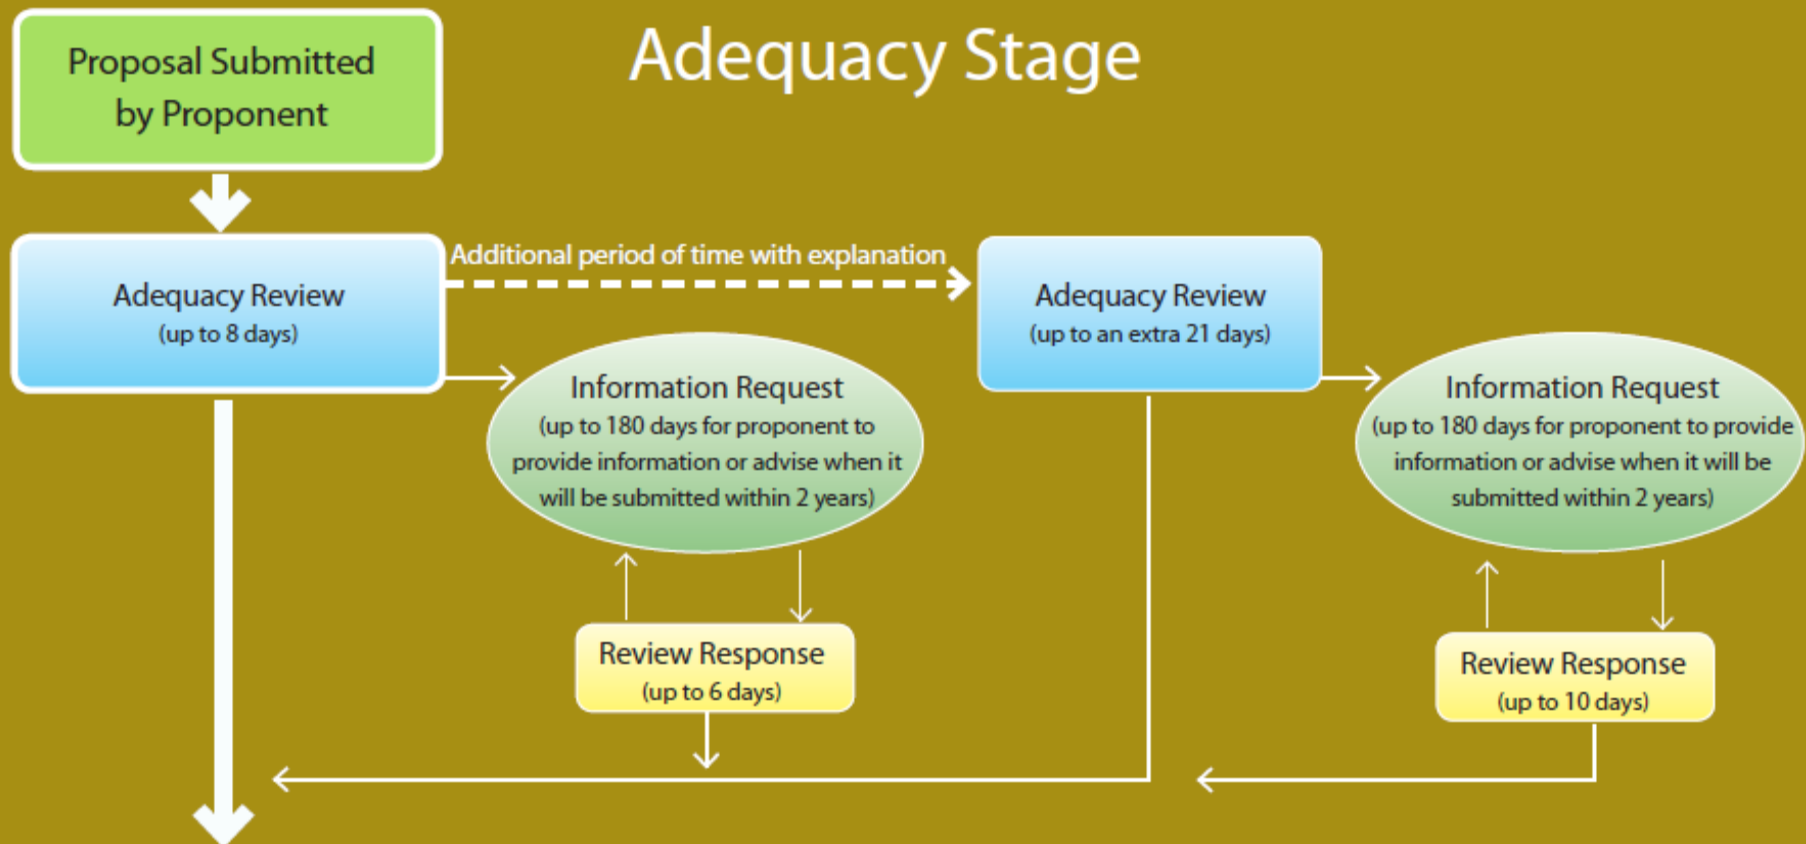 Adequacy Stage
Proposal Submitted
by Proponent
Additional period of time with explanation
Adequacy Review
(up to 8 days)
Adequacy Review
(up to an extra 21 days)
Information Request
(up to 180 days for proponent to
provide information or advise when it
will be submitted within 2 years)
Information Request
(up to 180 days for proponent to provide
information or advise when it will be
submitted within 2 years)
Review Response
(up to 6 days)
Review Response
(up to 10 days)